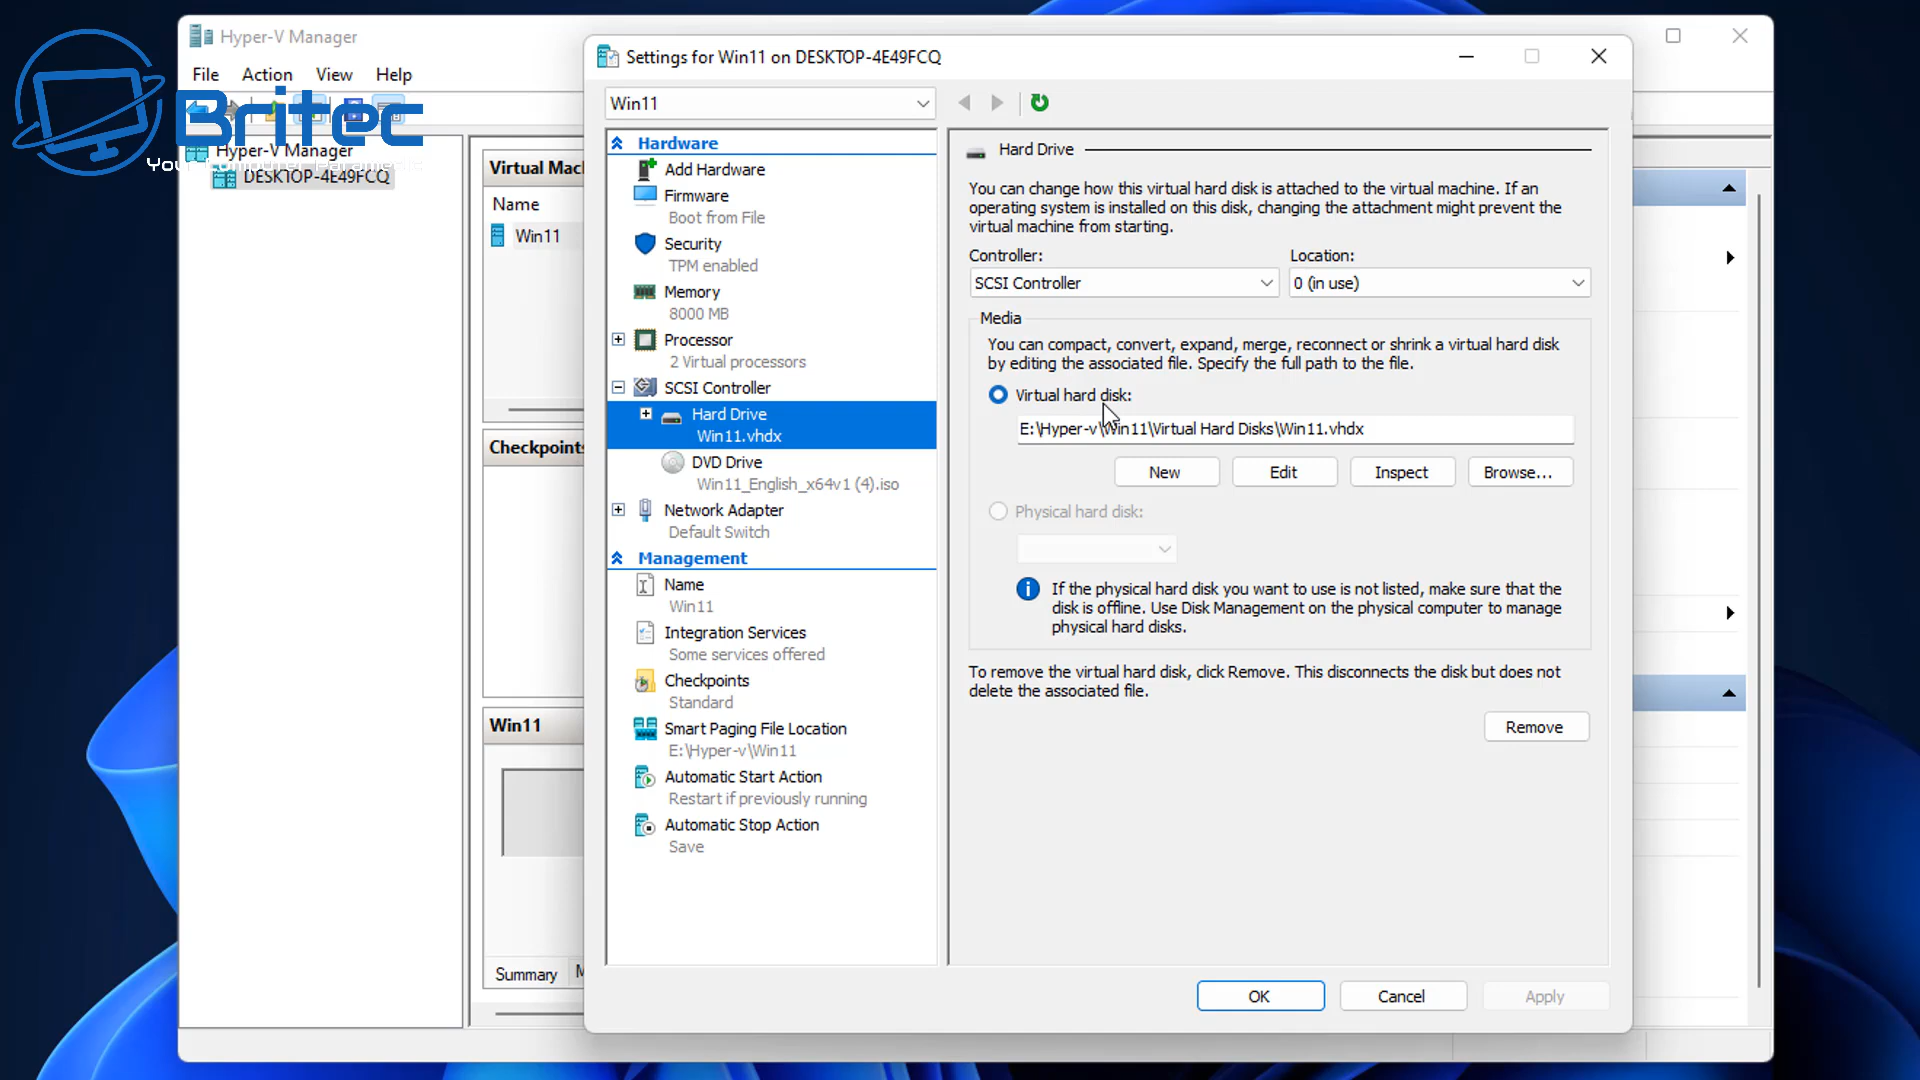 Hyper-V Manager
File Action View Help
Britec
Hyper-V Manager
DESKTOP-4E49FCQ
Name
Win11
Checkpoints
Win11
Summary
Settings for Win11 on DESKTOP-4E49FCQ
Win11
Hardware
Add Hardware
Firmware
Boot from File
Security
TPM enabled
Memory
8000 MB
Processor
2 Virtual processors
SCSI Controller
Hard Drive
Win11.vhdx
DVD Drive
Win11_English_x64v1 (4).iso
Network Adapter
Default Switch
Management
Name
Win11
Integration Services
Some services offered
Checkpoints
Standard
Smart Paging File Location
E:\Hyper-v\Win11
Automatic Start Action
Restart if previously running
Automatic Stop Action
Save
Hard Drive
You can change how this virtual hard disk is attached to the virtual machine. If an
operating system is installed on this disk, changing the attachment might prevent the
virtual machine from starting.
Controller: Location:
SCSI Controller 0 (in use)
Media
You can compact, convert, expand, merge, reconnect or shrink a virtual hard disk
by editing the associated file. Specify the full path to the file.
Virtual hard disk:
E:\Hyper-v\Win11\Virtual Hard Disks\Win11.vhdx
New Edit Inspect Browse...
Physical hard disk:
If the physical hard disk you want to use is not listed, make sure that the
disk is offline. Use Disk Management on the physical computer to manage
physical hard disks.
To remove the virtual hard disk, click Remove. This disconnects the disk but does not
delete the associated file.
Remove
OK Cancel Apply